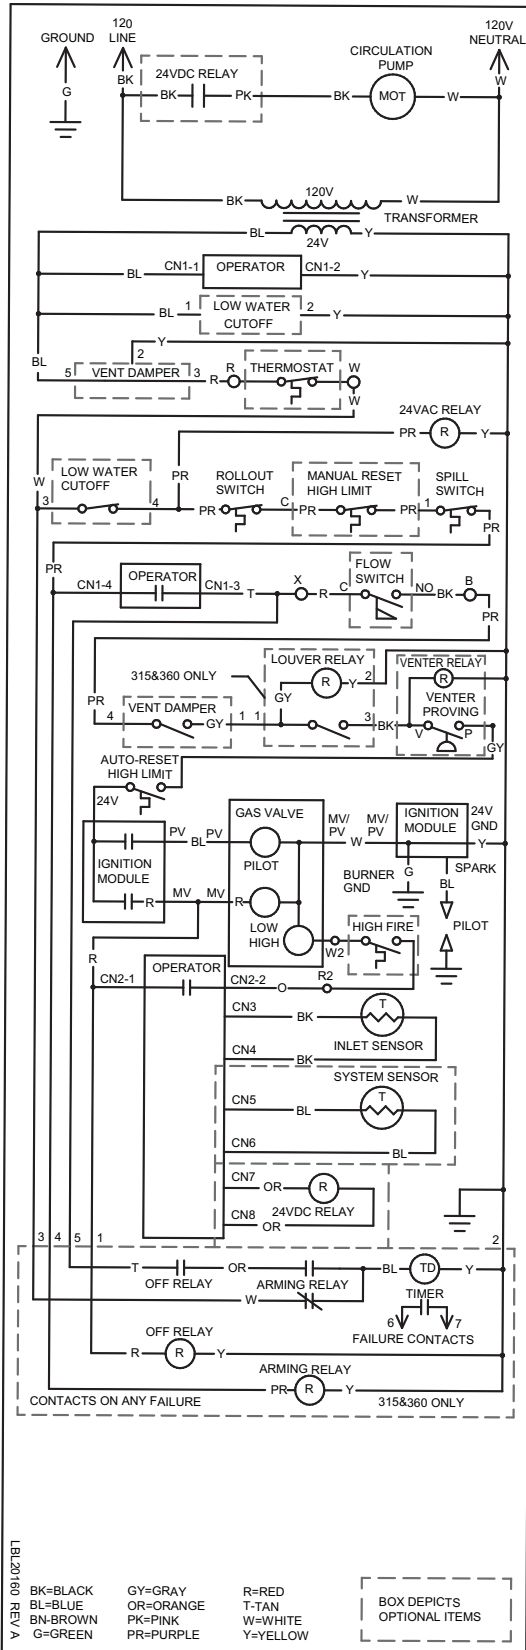 GROUND
120
LINE
120V
NEUTRAL
24VDC RELAY
CIRCULATION
PUMP
BK
G
BK
PK
BK
MOT
W
W
BK
120V
W
TRANSFORMER
BL
24V
Y
BL
CN1-1
OPERATOR
CN1-2
Y
BL
1
LOW WATER
CUTOFF
2
Y
BL
2
Y
5
VENT DAMPER
3
R
R
THERMOSTAT
W
W
24VAC RELAY
PR
R
Y
W
3
LOW WATER
CUTOFF
4
PR
PR
ROLLOUT
SWITCH
C
PR
MANUAL RESET
HIGH LIMIT
PR
1
SPILL
SWITCH
PR
PR
CN1-4
OPERATOR
CN1-3
T
X
R
C
FLOW
SWITCH
NO
BK
B
PR
315&360 ONLY
LOUVER RELAY
R
Y
2
GY
VENTER RELAY
R
VENTER
PROVING
PR
4
VENT DAMPER
GY
1
1
3
BK
V
P
GY
AUTO-RESET
HIGH LIMIT
24V
IGNITION
MODULE
PV
BL
PV
GAS VALVE
PILOT
MV/
PV
W
MV/
PV
IGNITION
MODULE
24V
GND
Y
R
MV
MV
R
LOW
HIGH
BURNER
GND
G
BL
SPARK
PILOT
W2
HIGH FIRE
R
CN2-1
OPERATOR
CN2-2
O
R2
CN3
BK
T
INLET SENSOR
CN4
BK
SYSTEM SENSOR
CN5
BL
T
CN6
BL
CN7
OR
R
24VDC RELAY
CN8
OR
3
4
5
1
2
T
OFF RELAY
OR
ARMING RELAY
BL
TD
Y
W
TIMER
6
7
FAILURE CONTACTS
OFF RELAY
R
R
Y
ARMING RELAY
PR
R
Y
CONTACTS ON ANY FAILURE
315&360 ONLY
LBL20160 REV A
BK=BLACK
BL=BLUE
BN-BROWN
G=GREEN
GY=GRAY
OR=ORANGE
PK=PINK
PR=PURPLE
R=RED
T-TAN
W=WHITE
Y=YELLOW
BOX DEPICTS
OPTIONAL ITEMS